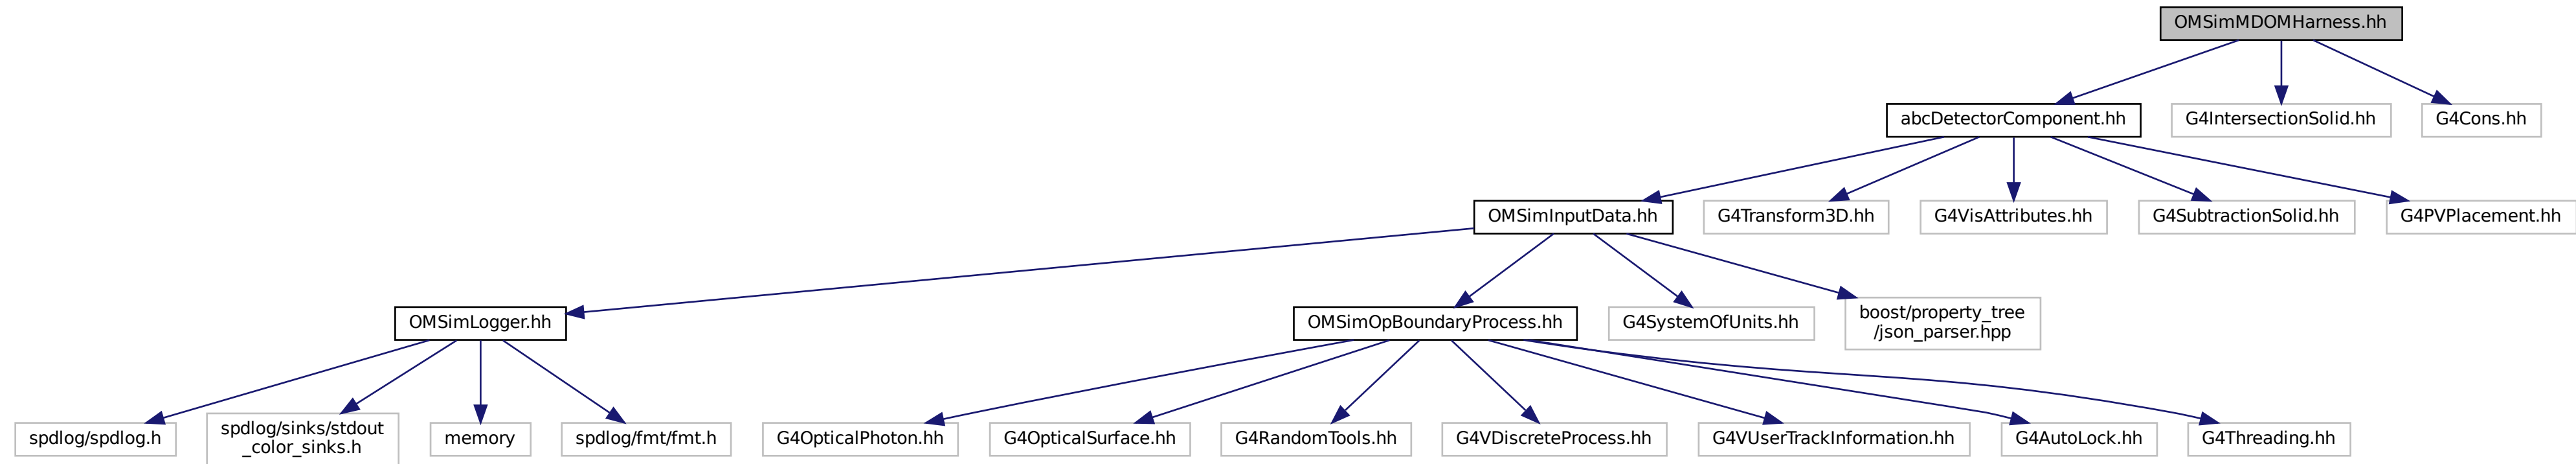 OMSimMDOMHarness.hh
abcDetectorComponent.hh
G4IntersectionSolid.hh
G4Cons.hh
OMSimInputData.hh
G4Transform3D.hh
G4VisAttributes.hh
G4SubtractionSolid.hh
G4PVPlacement.hh
OMSimLogger.hh
OMSimOpBoundaryProcess.hh
G4SystemOfUnits.hh
boost/property_tree
/json_parser.hpp
spdlog/spdlog.h
spdlog/sinks/stdout
_color_sinks.h
memory
spdlog/fmt/fmt.h
G4OpticalPhoton.hh
G4OpticalSurface.hh
G4RandomTools.hh
G4VDiscreteProcess.hh
G4VUserTrackInformation.hh
G4AutoLock.hh
G4Threading.hh